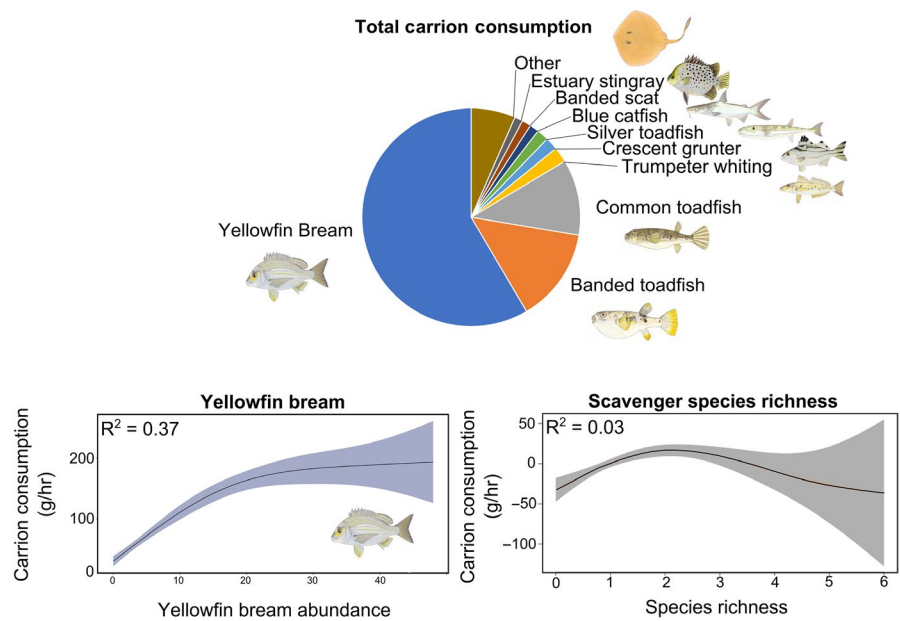 Total carrion consumption
Other
Estuary stingray
Banded scat
Blue catfish
Silver toadfish
Crescent grunter
Trumpeter whiting
Common toadfish
Yellowfin Bream
Banded toadfish
Yellowfin bream
R² = 0.37
Carrion consumption
(g/hr)
200
100
0
0 10 20 30 40
Yellowfin bream abundance
Scavenger species richness
R² = 0.03
Carrion consumption
(g/hr)
50
0
−50
−100
0 1 2 3 4 5 6
Species richness